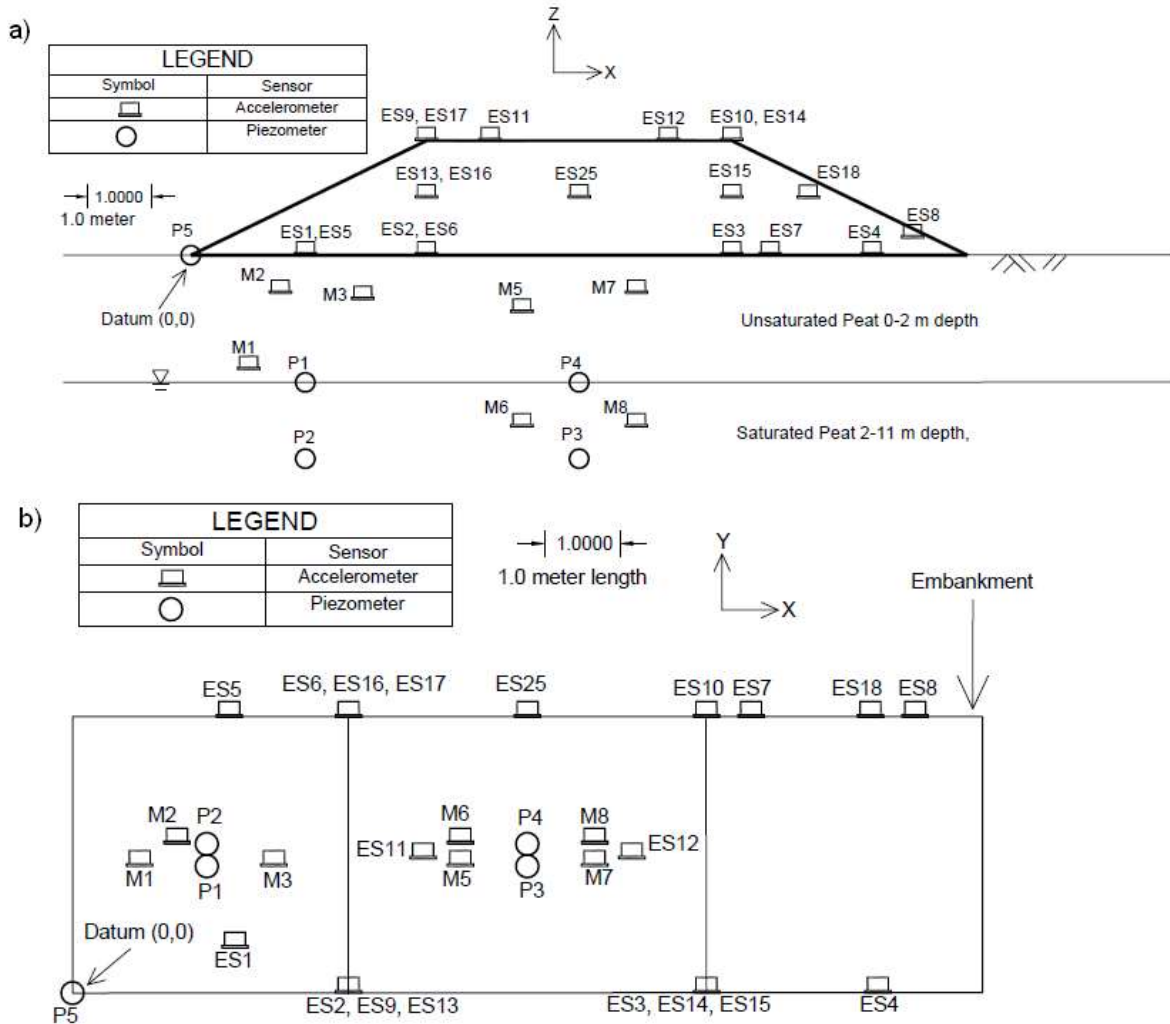 a)
LEGEND
Symbol Sensor
Accelerometer
Piezometer
Z
X
1.0000
1.0 meter
ES9, ES17 ES11 ES12 ES10, ES14
ES13, ES16 ES25 ES15 ES18
P5 ES1,ES5 ES2, ES6 ES3 ES7 ES4 ES8
M2 M3 M5 M7
Datum (0,0)
Unsaturated Peat 0-2 m depth
M1 P1 P4
M6 M8
P2 P3
Saturated Peat 2-11 m depth,
b)
LEGEND
Symbol Sensor
Accelerometer
Piezometer
1.0000
1.0 meter length
Y
X
Embankment
ES5 ES6, ES16, ES17 ES25 ES10 ES7 ES18 ES8
M2 P2 M6 P4 M8
ES11 ES12
M1 P1 M3 M5 P3 M7
Datum (0,0)
ES1
P5 ES2, ES9, ES13 ES3, ES14, ES15 ES4